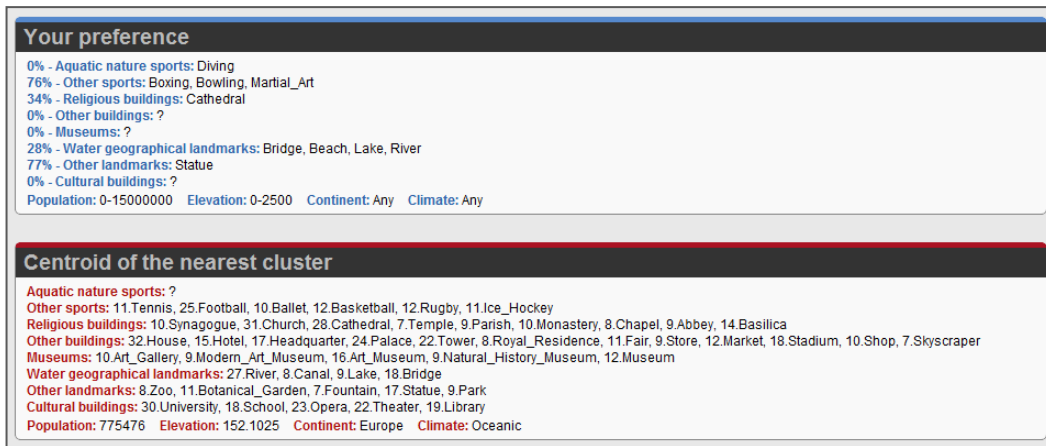 Your preference
0% - Aquatic nature sports: Diving
76% - Other sports: Boxing, Bowling, Martial_Art
34% - Religious buildings: Cathedral
0% - Other buildings: ?
0% - Museums: ?
28% - Water geographical landmarks: Bridge, Beach, Lake, River
77% - Other landmarks: Statue
0% - Cultural buildings: ?
Population: 0-15000000 Elevation: 0-2500 Continent: Any Climate: Any
Centroid of the nearest cluster
Aquatic nature sports: ?
Other sports: 11.Tennis, 25.Football, 10.Ballet, 12.Basketball, 12.Rugby, 11.Ice_Hockey
Religious buildings: 10.Synagogue, 31.Church, 28.Cathedral, 7.Temple, 9.Parish, 10.Monastery, 8.Chapel, 9.Abbey, 14.Basilica
Other buildings: 32.House, 15.Hotel, 17.Headquarter, 24.Palace, 22.Tower, 8.Royal_Residence, 11.Fair, 9.Store, 12.Market, 18.Stadium, 10.Shop, 7.Skyscraper
Museums: 10.Art_Gallery, 9.Modern_Art_Museum, 16.Art_Museum, 9.Natural_History_Museum, 12.Museum
Water geographical landmarks: 27.River, 8.Canal, 9.Lake, 18.Bridge
Other landmarks: 8.Zoo, 11.Botanical_Garden, 7.Fountain, 17.Statue, 9.Park
Cultural buildings: 30.University, 18.School, 23.Opera, 22.Theater, 19.Library
Population: 775476 Elevation: 152.1025 Continent: Europe Climate: Oceanic